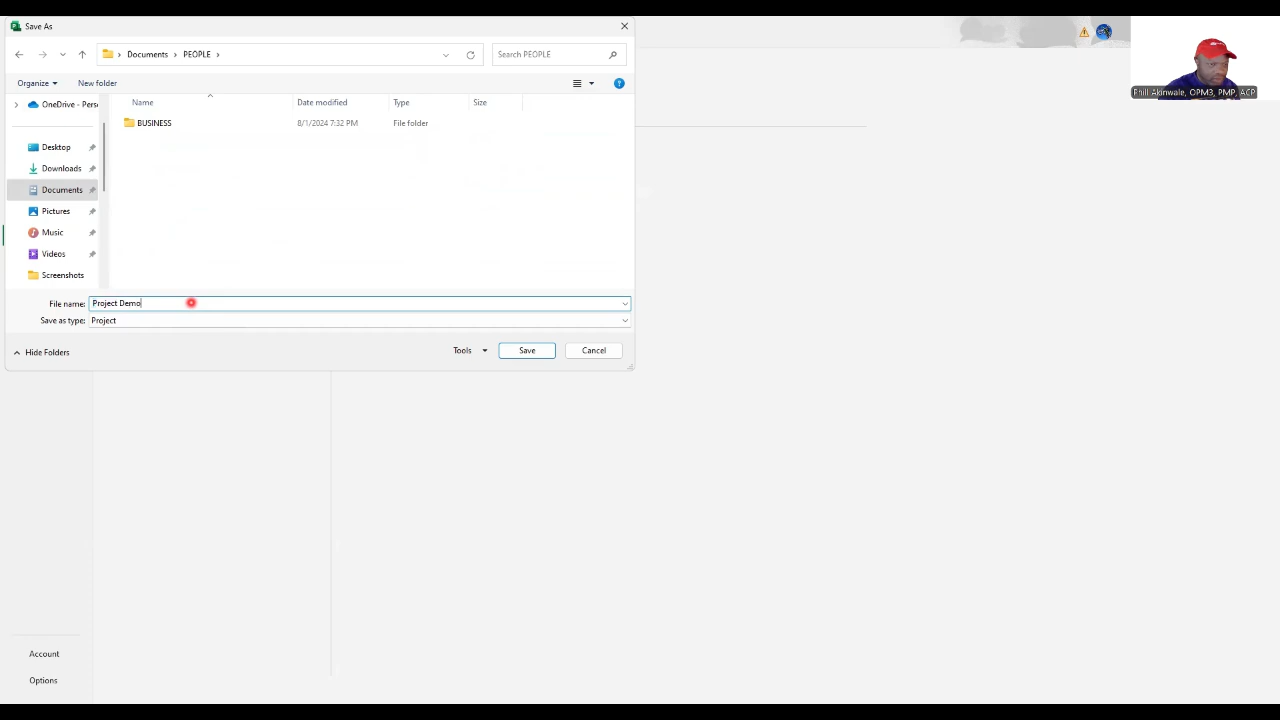 Save As
Documents > PEOPLE >
Search PEOPLE
Organize
New folder
Name
Date modified
Type
Size
OneDrive - Pers
BUSINESS
8/1/2024 7:32 PM
File folder
Desktop
Downloads
Documents
Pictures
Music
Videos
Screenshots
File name: Project Demo
Save as type: Project
Hide Folders
Tools
Save
Cancel
Account
Options
Phill Akinwale, OPM3, PMP, ACP